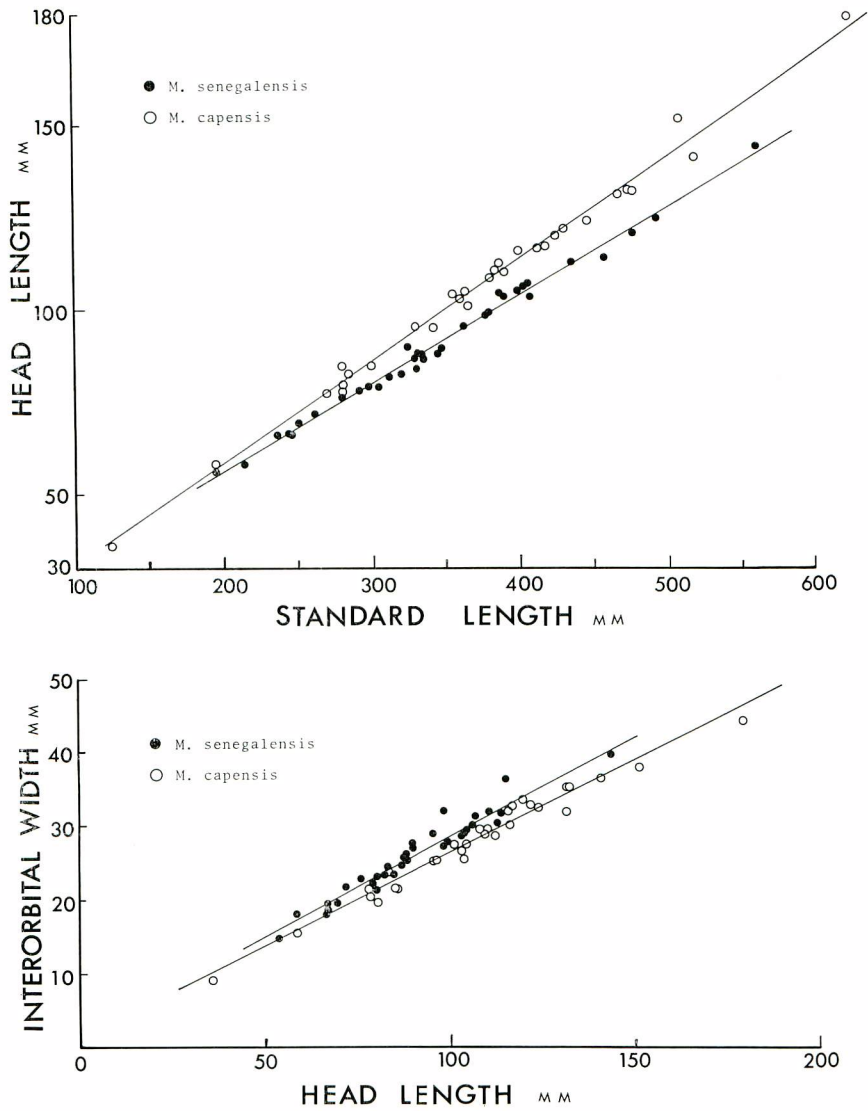 180
150
100
50
30
HEAD LENGTH MM
● M. senegalensis
○ M. capensis
100 200 300 400 500 600
STANDARD LENGTH MM
50
40
30
20
10
INTERORBITAL WIDTH MM
● M. senegalensis
○ M. capensis
0 50 100 150 200
HEAD LENGTH MM